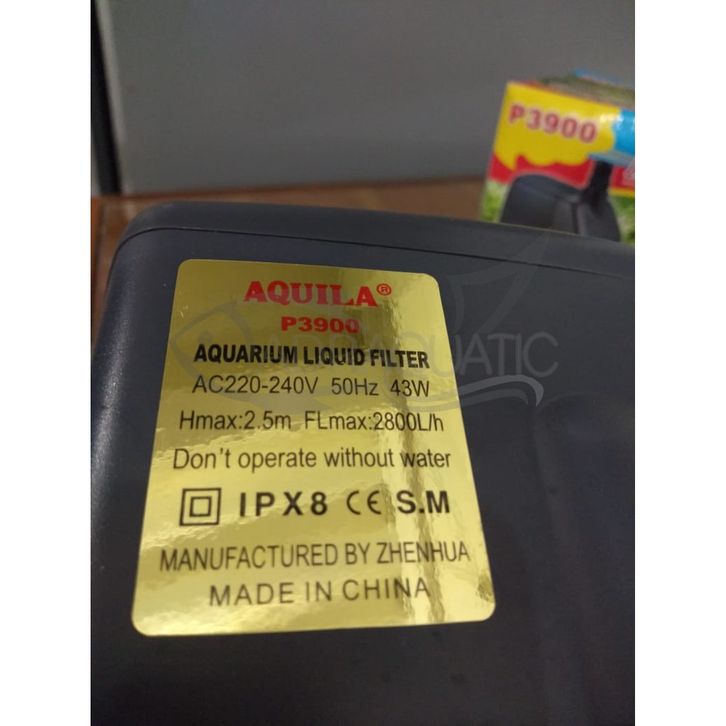 P3900
AQUILA®
P3900
AQUARIUM LIQUID FILTER
AC220-240V 50Hz 43W
Hmax:2.5m FLmax:2800L/h
Don't operate without water
IPX8 CE S.M
MANUFACTURED BY ZHENHUA
MADE IN CHINA